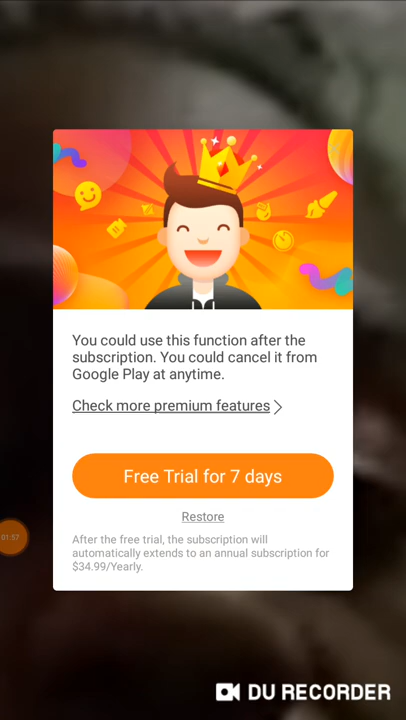 You could use this function after the
subscription. You could cancel it from
Google Play at anytime.
Check more premium features
Free Trial for 7 days
Restore
After the free trial, the subscription will
automatically extends to an annual subscription for
$34.99/Yearly.
01:57
DU RECORDER